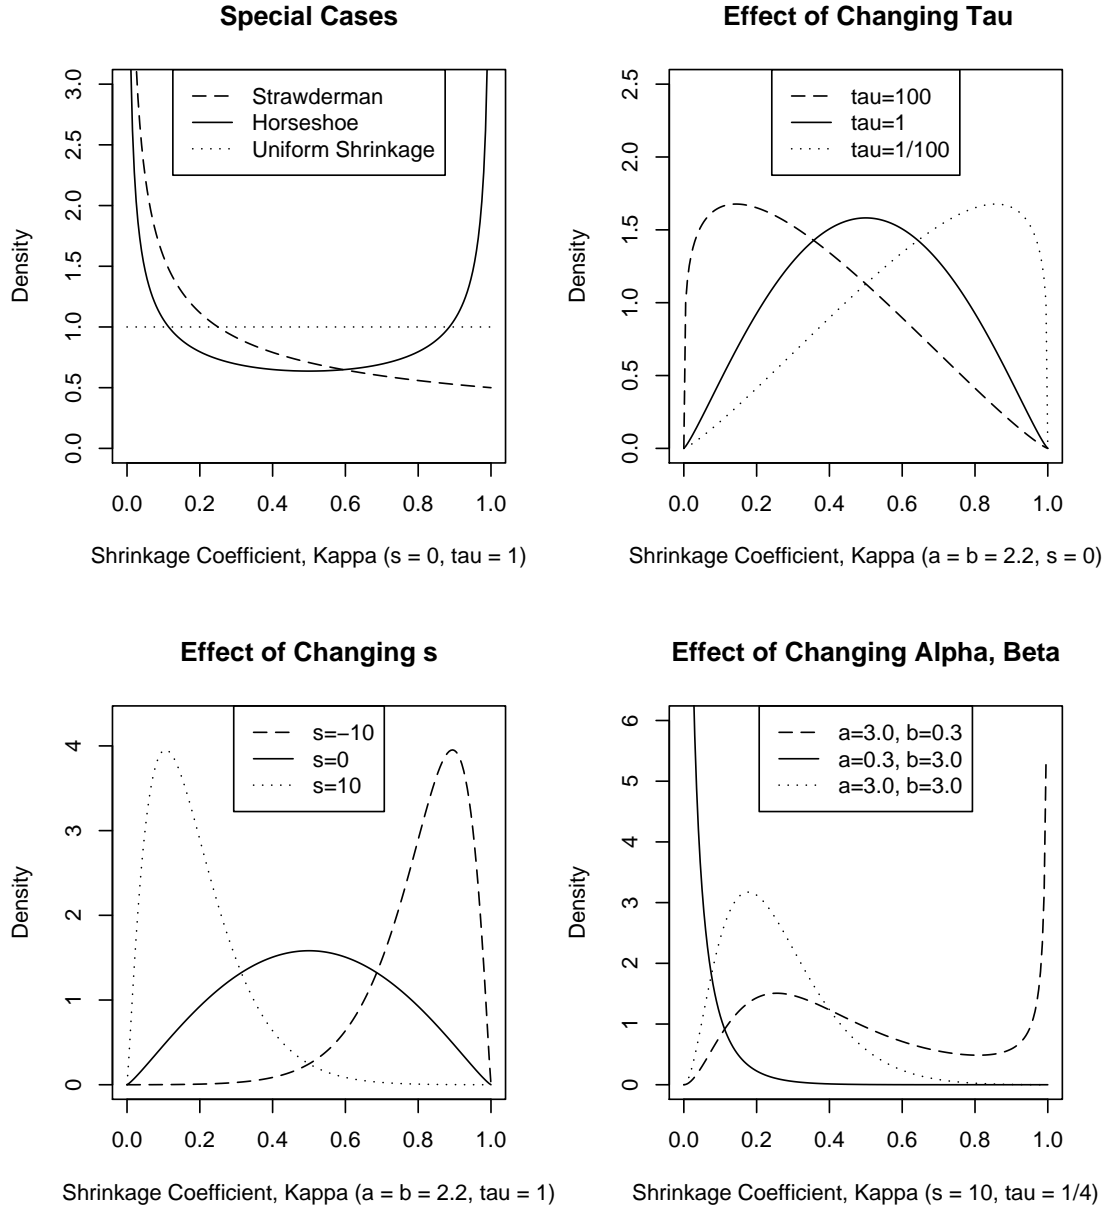 Special Cases
Density
3.0
2.5
2.0
1.5
1.0
0.5
0.0
Strawderman
Horseshoe
Uniform Shrinkage
0.0 0.2 0.4 0.6 0.8 1.0
Shrinkage Coefficient, Kappa (s = 0, tau = 1)
Effect of Changing Tau
Density
2.5
2.0
1.5
1.0
0.5
0.0
tau=100
tau=1
tau=1/100
0.0 0.2 0.4 0.6 0.8 1.0
Shrinkage Coefficient, Kappa (a = b = 2.2, s = 0)
Effect of Changing s
Density
4
3
2
1
0
s=−10
s=0
s=10
0.0 0.2 0.4 0.6 0.8 1.0
Shrinkage Coefficient, Kappa (a = b = 2.2, tau = 1)
Effect of Changing Alpha, Beta
Density
6
5
4
3
2
1
0
a=3.0, b=0.3
a=0.3, b=3.0
a=3.0, b=3.0
0.0 0.2 0.4 0.6 0.8 1.0
Shrinkage Coefficient, Kappa (s = 10, tau = 1/4)